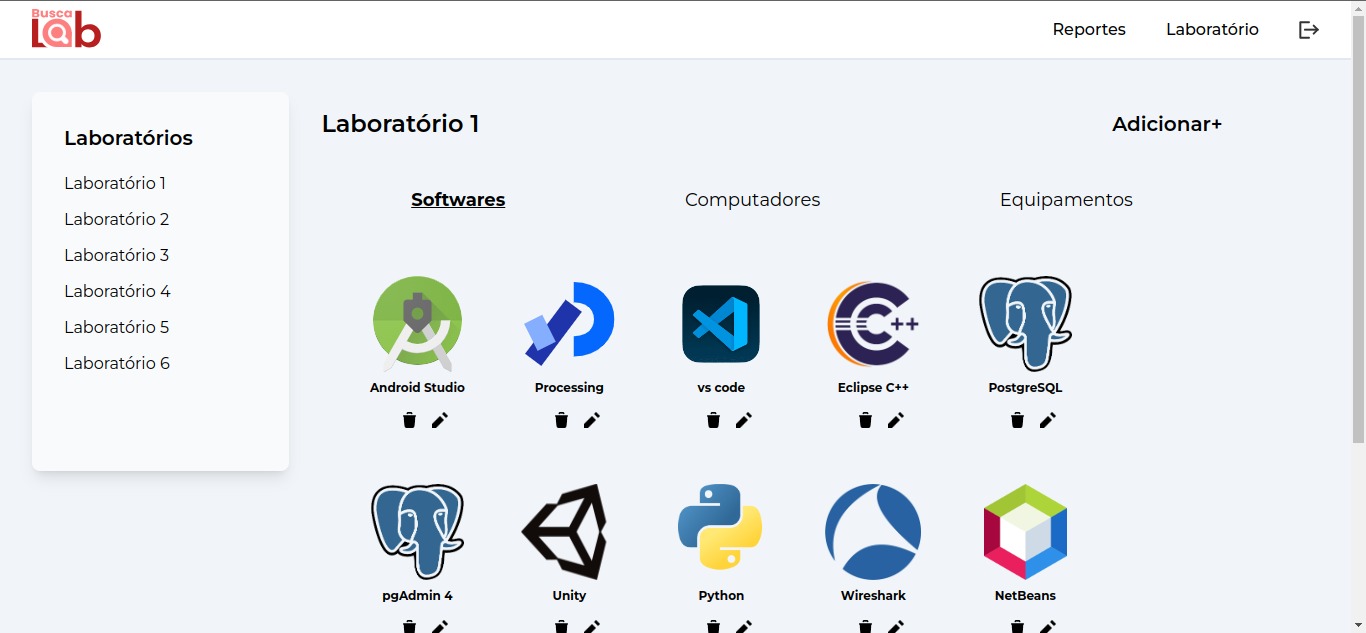 Busca
Lab
Reportes Laboratório
Laboratórios
Laboratório 1
Laboratório 2
Laboratório 3
Laboratório 4
Laboratório 5
Laboratório 6
Laboratório 1 Adicionar+
Softwares Computadores Equipamentos
C++
Android Studio Processing vs code Eclipse C++ PostgreSQL
pgAdmin 4 Unity Python Wireshark NetBeans